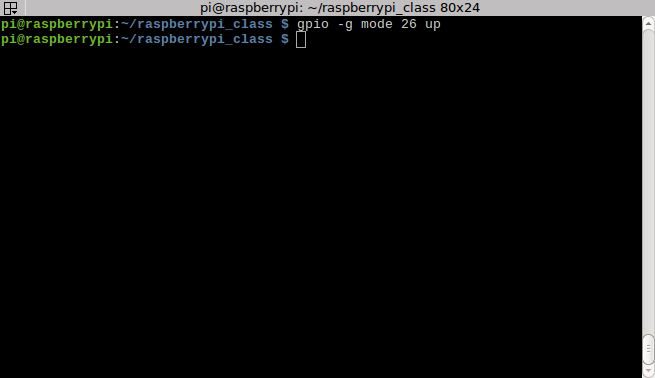 pi@raspberrypi: ~/raspberrypi_class 80x24
pi@raspberrypi:~/raspberrypi_class $ gpio -g mode 26 up
pi@raspberrypi:~/raspberrypi_class $